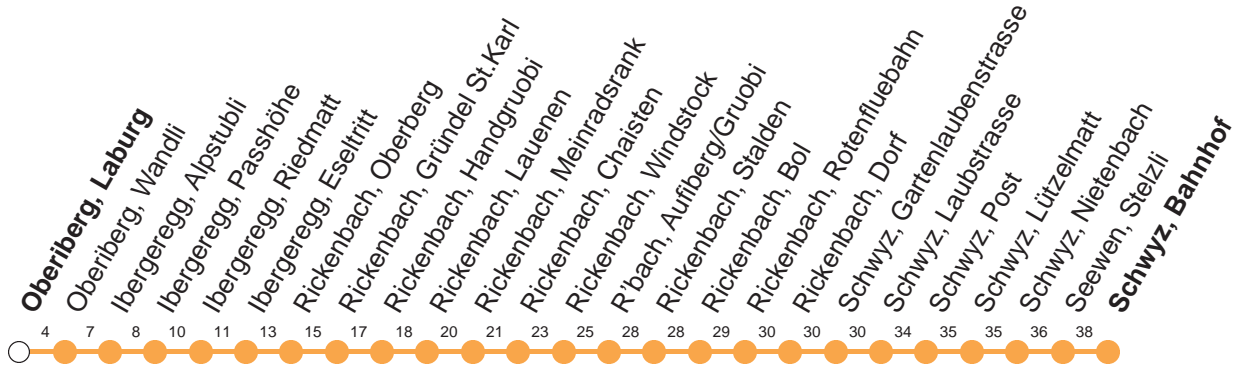 Oberiberg, Laburg
Oberiberg, Wandli
Ibergeregg, Alpstubli
Ibergeregg, Passhöhe
Ibergeregg, Riedmatt
Ibergeregg, Eseltritt
Rickenbach, Oberberg
Rickenbach, Gründel St.Karl
Rickenbach, Handgruobi
Rickenbach, Lauenen
Rickenbach, Meinradsrank
Rickenbach, Chaisten
Rickenbach, Windstock
R'bach, Aufiberg/Gruobi
Rickenbach, Stalden
Rickenbach, Bol
Rickenbach, Rotenfluebahn
Rickenbach, Dorf
Schwyz, Gartenlaubenstrasse
Schwyz, Laubstrasse
Schwyz, Post
Schwyz, Lützelmatt
Schwyz, Nietenbach
Seewen, Stelzli
Schwyz, Bahnhof
4 7 8 10 11 13 15 17 18 20 21 23 25 28 28 29 30 30 30 34 35 35 36 38